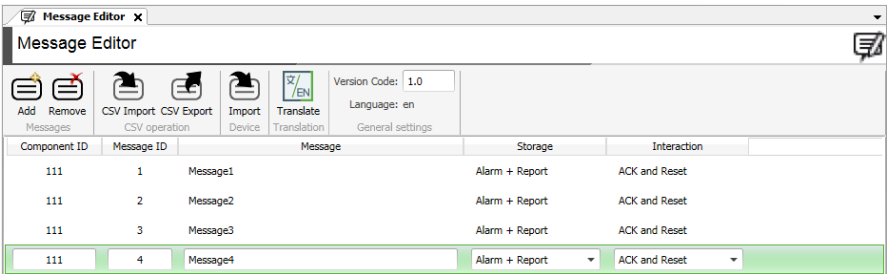 Message Editor x
Message Editor
文/EN
Version Code: 1.0
Language: en
Add Remove CSV Import CSV Export Import Translate
Messages CSV operation Device Translation General settings
Component ID Message ID Message Storage Interaction
111 1 Message1 Alarm + Report ACK and Reset
111 2 Message2 Alarm + Report ACK and Reset
111 3 Message3 Alarm + Report ACK and Reset
111 4 Message4 Alarm + Report ACK and Reset